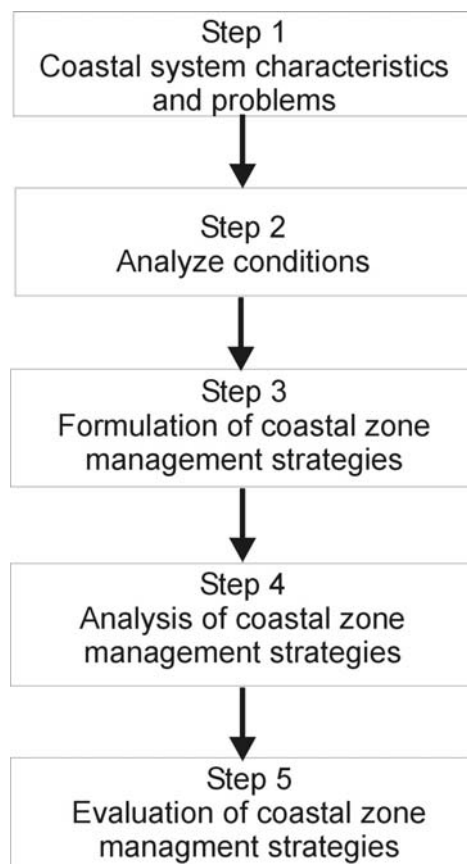 Step 1
Coastal system characteristics
and problems
Step 2
Analyze conditions
Step 3
Formulation of coastal zone
management strategies
Step 4
Analysis of coastal zone
management strategies
Step 5
Evaluation of coastal zone
managment strategies